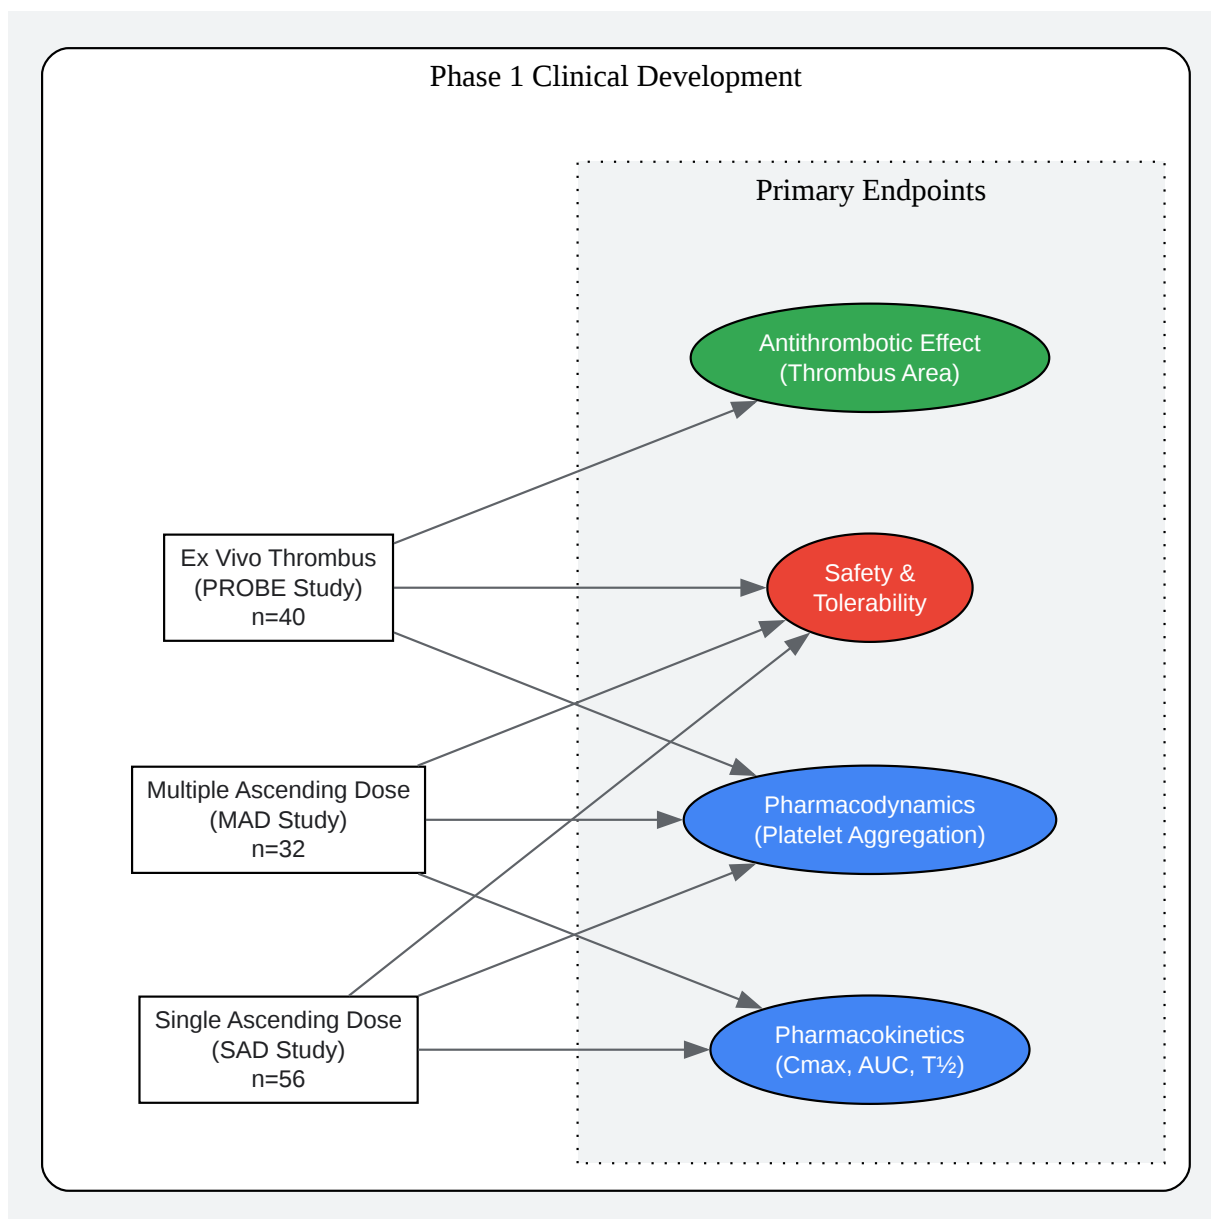 Phase 1 Clinical Development
Primary Endpoints
Antithrombotic Effect
(Thrombus Area)
Ex Vivo Thrombus
(PROBE Study)
n=40
Safety &
Tolerability
Multiple Ascending Dose
(MAD Study)
n=32
Pharmacodynamics
(Platelet Aggregation)
Single Ascending Dose
(SAD Study)
n=56
Pharmacokinetics
(Cmax, AUC, T½)